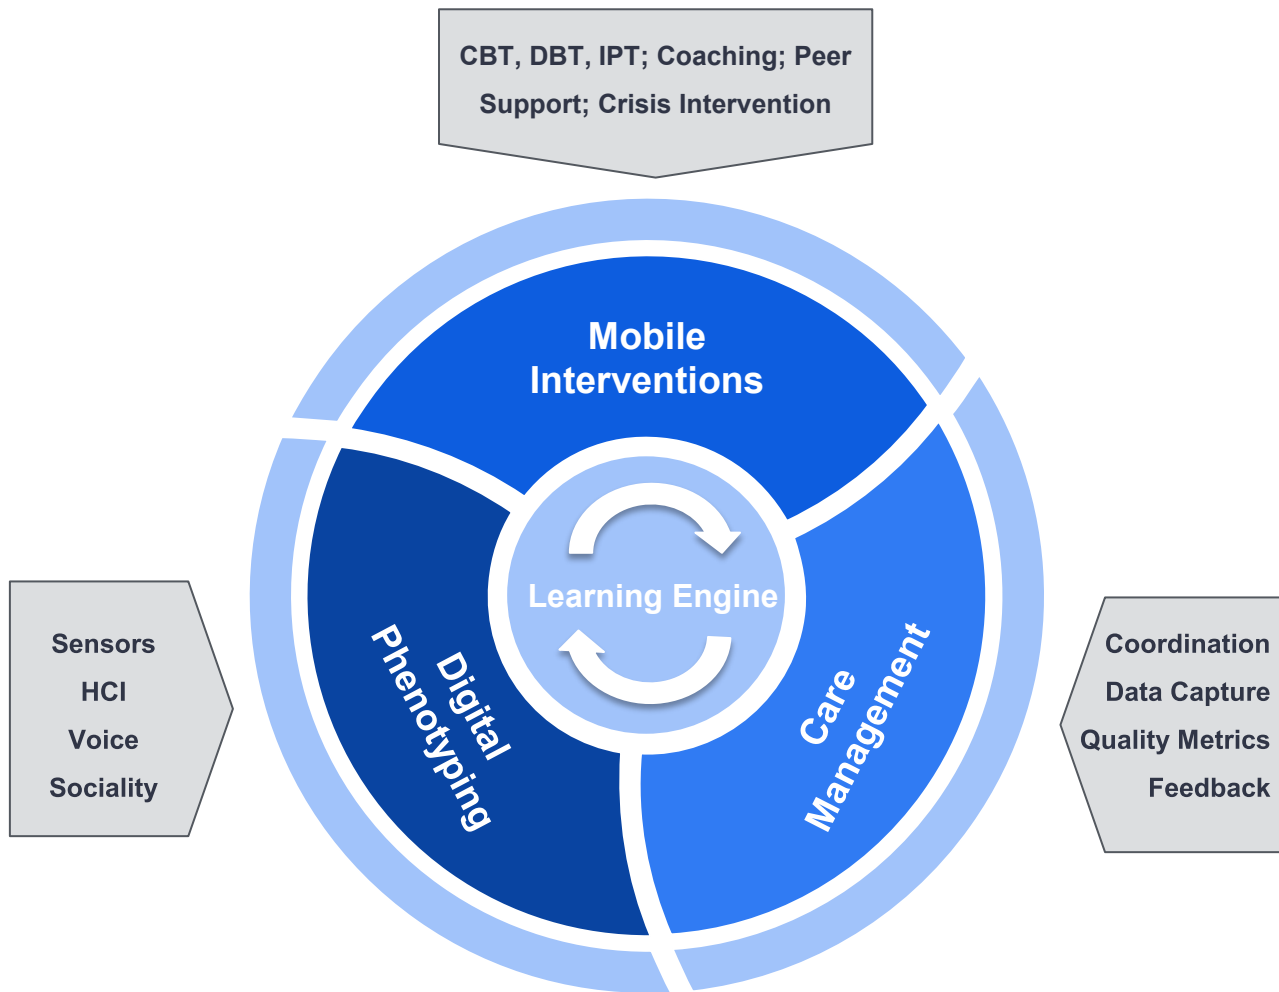 CBT, DBT, IPT; Coaching; Peer
Support; Crisis Intervention
Mobile
Interventions
Learning Engine
Digital
Phenotyping
Care
Management
Sensors
HCI
Voice
Sociality
Coordination
Data Capture
Quality Metrics
Feedback